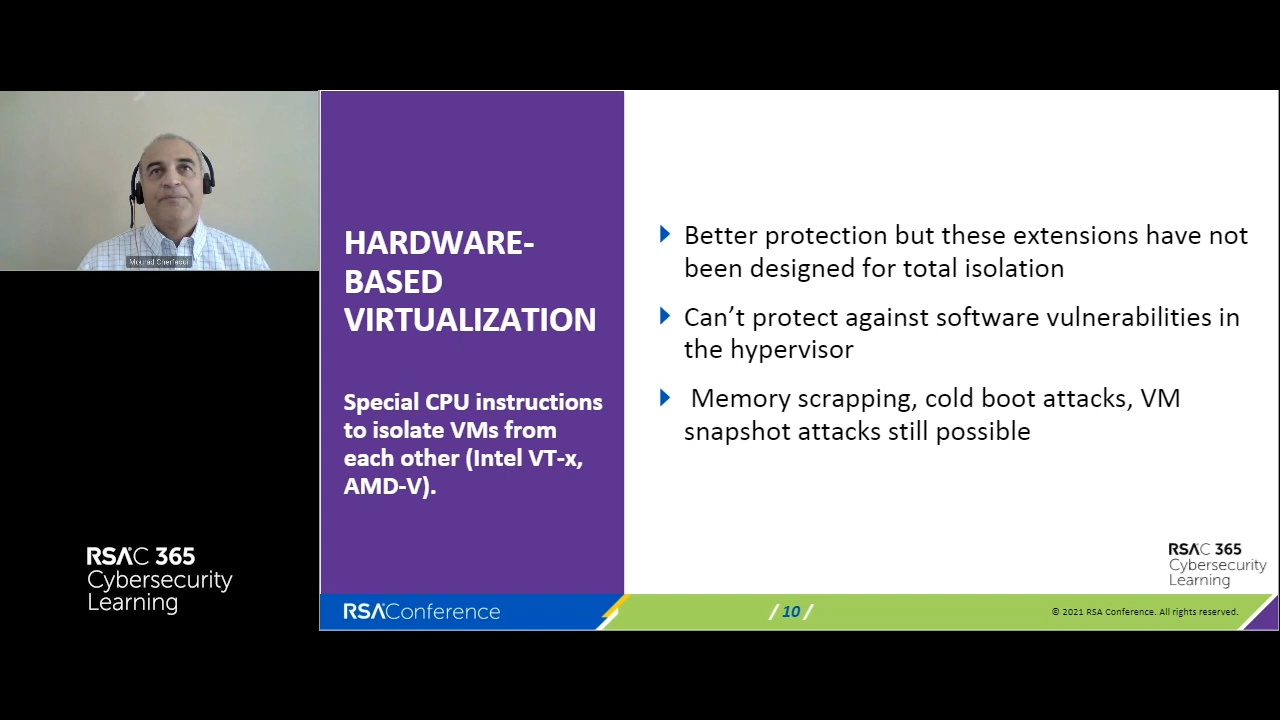 Mourad Cherfaoui
RSAC 365
Cybersecurity
Learning
HARDWARE-
BASED
VIRTUALIZATION
Special CPU instructions
to isolate VMs from
each other (Intel VT-x,
AMD-V).
Better protection but these extensions have not
been designed for total isolation
Can’t protect against software vulnerabilities in
the hypervisor
Memory scrapping, cold boot attacks, VM
snapshot attacks still possible
RSAC 365
Cybersecurity
Learning
RSAConference
/ 10 /
© 2021 RSA Conference. All rights reserved.